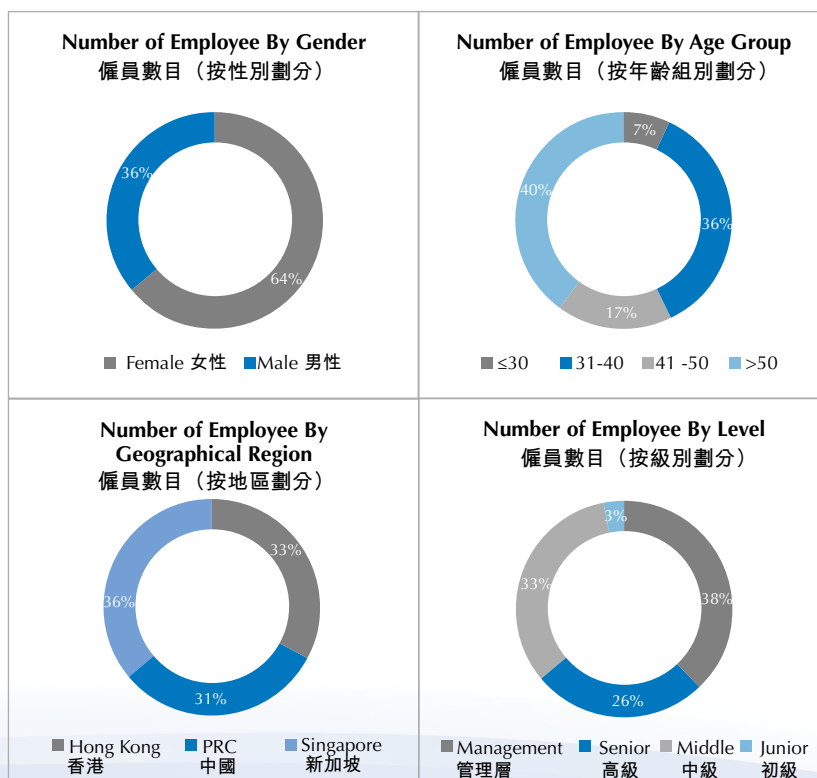 Number of Employee By Gender
僱員數目（按性別劃分）
36%
64%
Female 女性 Male 男性
Number of Employee By Age Group
僱員數目（按年齡組別劃分）
7%
40%
36%
17%
≤30 31-40 41 -50 >50
Number of Employee By
Geographical Region
僱員數目（按地區劃分）
33%
36%
31%
Hong Kong PRC Singapore
香港 中國 新加坡
Number of Employee By Level
僱員數目（按級別劃分）
3%
33%
38%
26%
Management Senior Middle Junior
管理層 高級 中級 初級